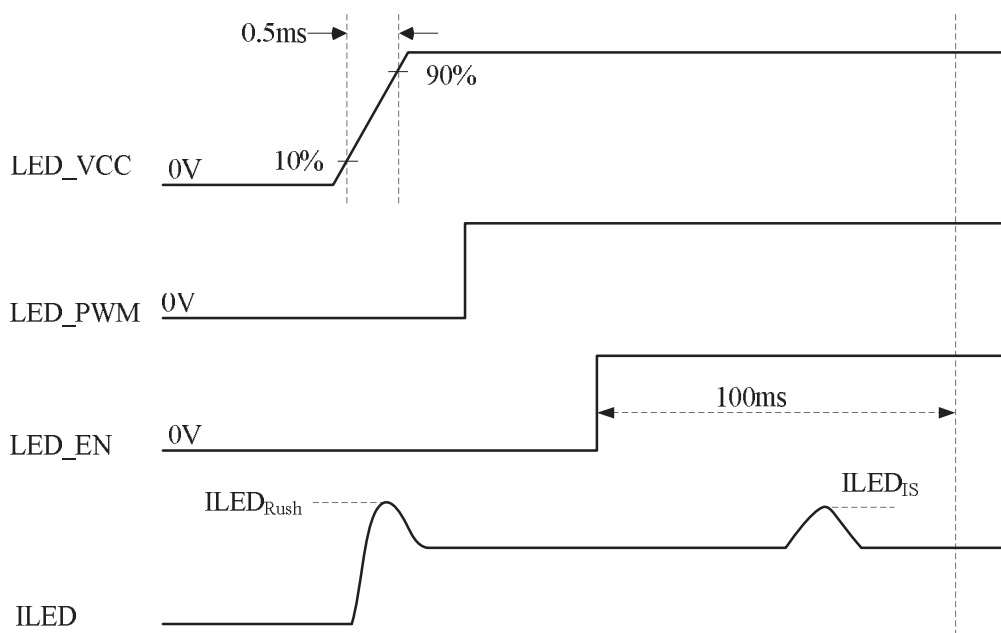 0.5ms
90%
10%
LED_VCC
0V
LED_PWM
0V
100ms
LED_EN
0V
ILEDRush
ILEDIS
ILED